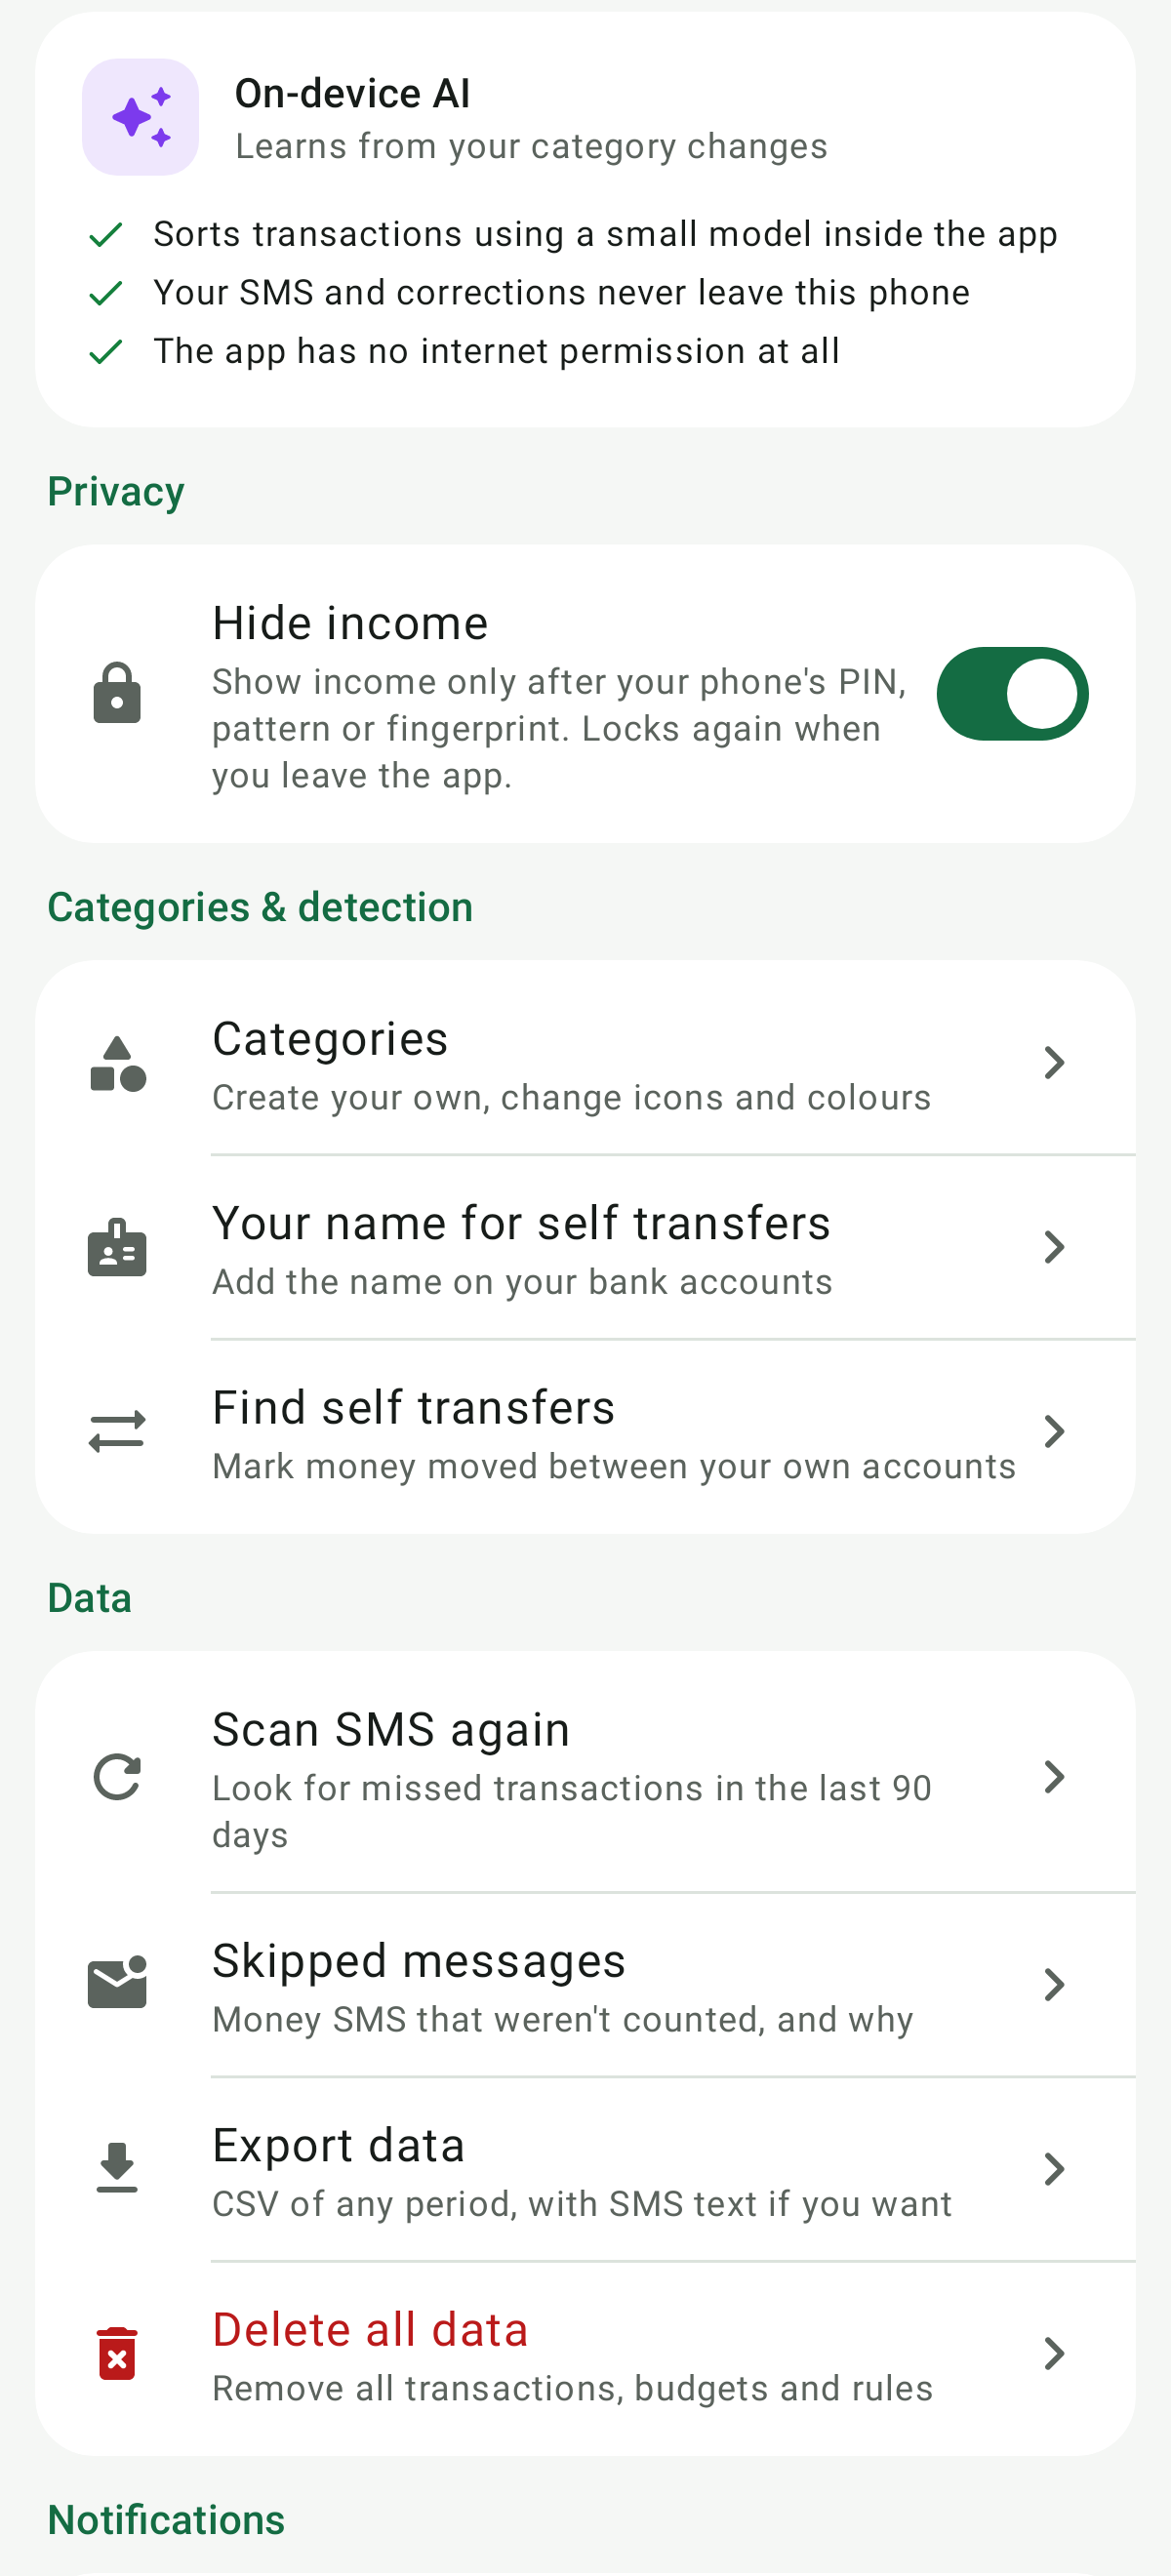 On-device AI
Learns from your category changes
Sorts transactions using a small model inside the app
Your SMS and corrections never leave this phone
The app has no internet permission at all
Privacy
Hide income
Show income only after your phone's PIN,
pattern or fingerprint. Locks again when
you leave the app.
Categories & detection
Categories
Create your own, change icons and colours
Your name for self transfers
Add the name on your bank accounts
Find self transfers
Mark money moved between your own accounts
Data
Scan SMS again
Look for missed transactions in the last 90
days
Skipped messages
Money SMS that weren't counted, and why
Export data
CSV of any period, with SMS text if you want
Delete all data
Remove all transactions, budgets and rules
Notifications